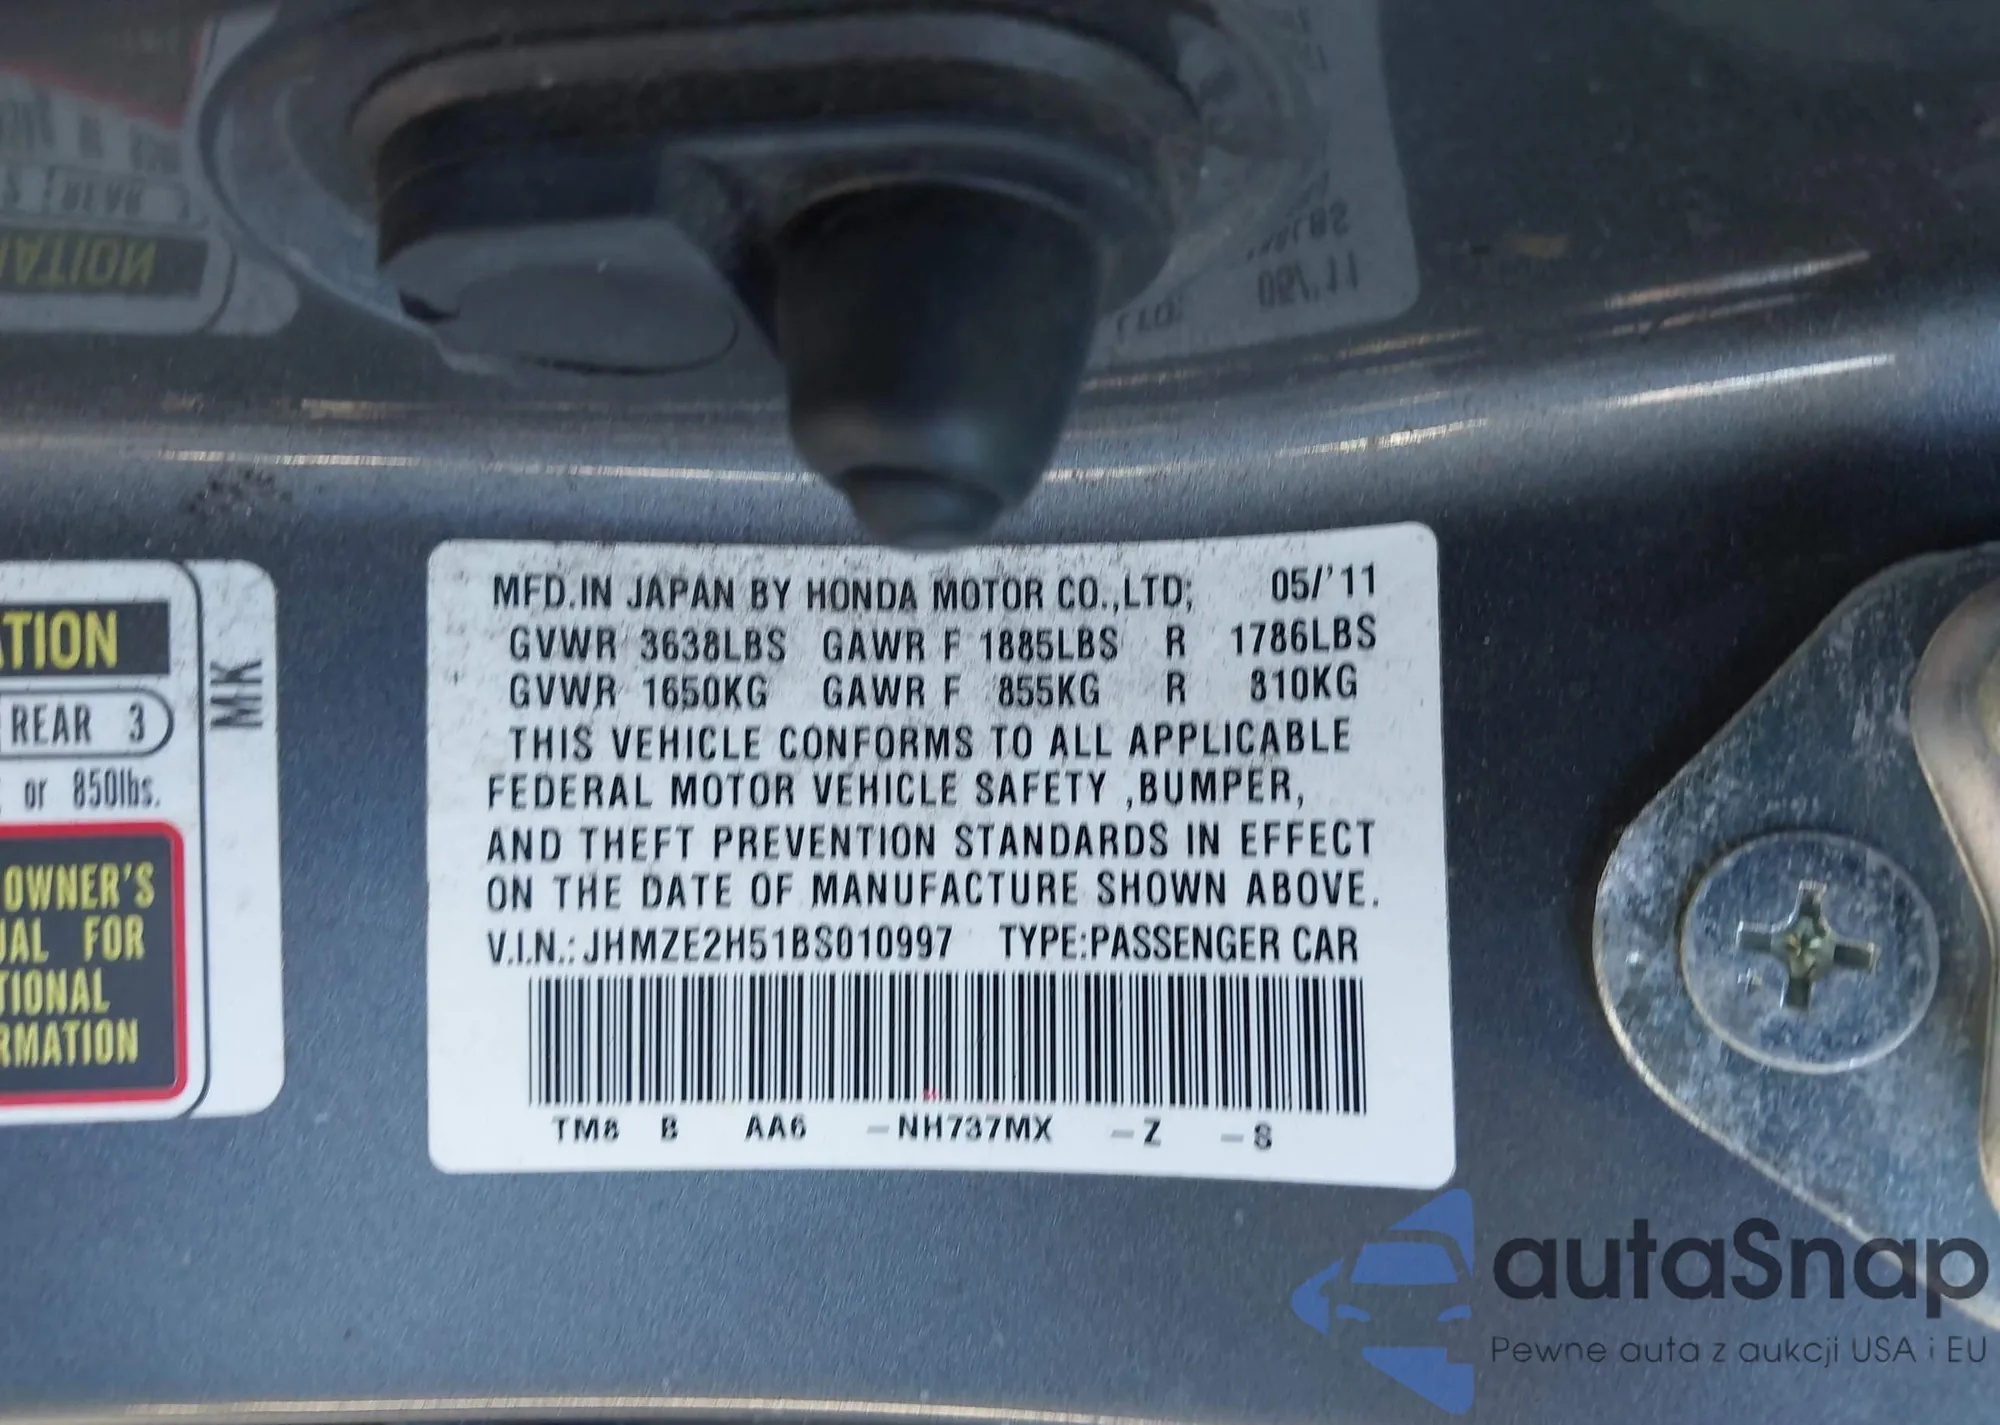 MFD.IN JAPAN BY HONDA MOTOR CO.,LTD; 05/'11
GVWR 3638LBS GAWR F 1885LBS R 1786LBS
GVWR 1650KG GAWR F 855KG R 810KG
THIS VEHICLE CONFORMS TO ALL APPLICABLE
FEDERAL MOTOR VEHICLE SAFETY ,BUMPER,
AND THEFT PREVENTION STANDARDS IN EFFECT
ON THE DATE OF MANUFACTURE SHOWN ABOVE.
V.I.N.: JHMZE2H51BS010997 TYPE:PASSENGER CAR
TM8 B AA6 -NH737MX -Z -S
ATION
REAR 3
or 850lbs.
OWNER'S
UAL FOR
TIONAL
RMATION
MK
autaSnap
Pewne auta z aukcji USA i EU